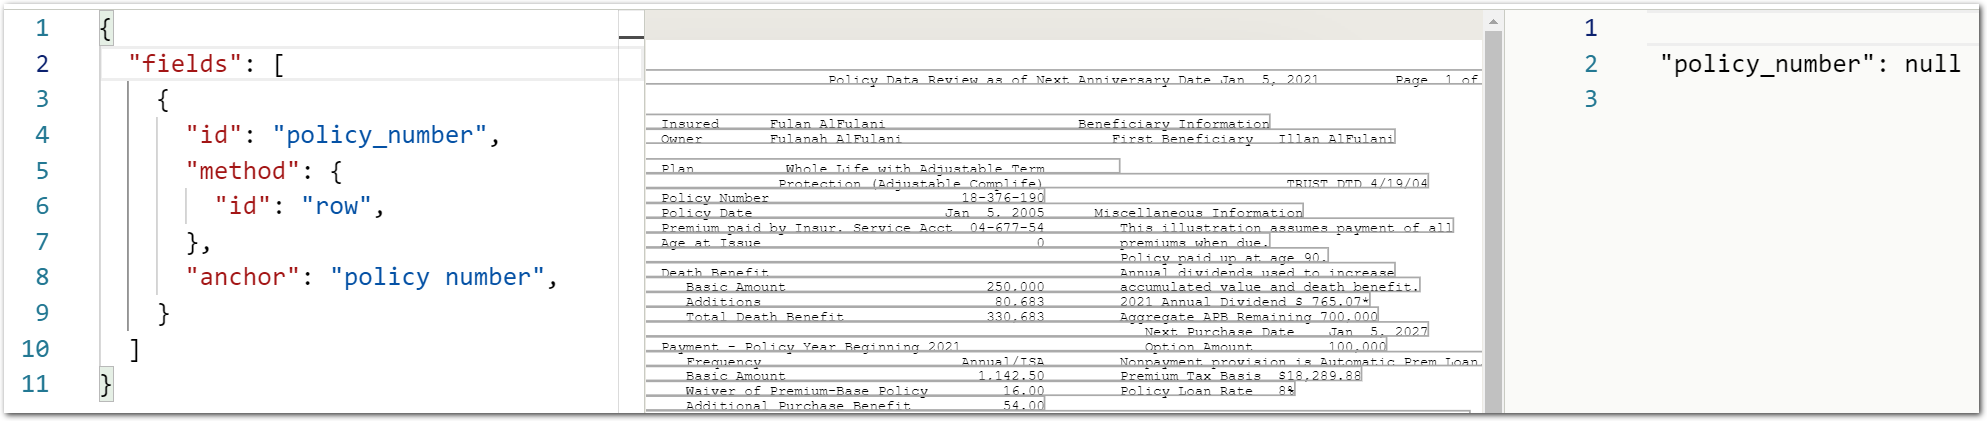 1 {
2 "fields": [
3 {
4 "id": "policy_number",
5 "method": {
6 "id": "row",
7 },
8 "anchor": "policy number",
9 }
10 ]
11 }
Policy Data Review as of Next Anniversary Date Jan 5, 2021 Page 1 of
Insured Fulan AlFulani Beneficiary Information
Owner Fulanah AlFulani First Beneficiary Illan AlFulani
Plan Whole Life with Adjustable Term
Protection (Adjustable Complife) TRUST DTD 4/19/04
Policy Number 18-376-190
Policy Date Jan 5, 2005 Miscellaneous Information
Premium paid by Insur. Service Acct 04-677-54 This illustration assumes payment of all
Age at Issue 0 premiums when due.
Policy paid up at age 90.
Death Benefit Annual dividends used to increase
Basic Amount 250,000 accumulated value and death benefit.
Additions 80,683 2021 Annual Dividend $ 765.07*
Total Death Benefit 330,683 Aggregate APB Remaining 700,000
Next Purchase Date Jan 5, 2027
Payment - Policy Year Beginning 2021 Option Amount 100,000
Frequency Annual/ISA Nonpayment provision is Automatic Prem Loan.
Basic Amount 1,142.50 Premium Tax Basis $18,289.88
Waiver of Premium-Base Policy 16.00 Policy Loan Rate 8%
Additional Purchase Benefit 54.00
1
2 "policy_number": null
3